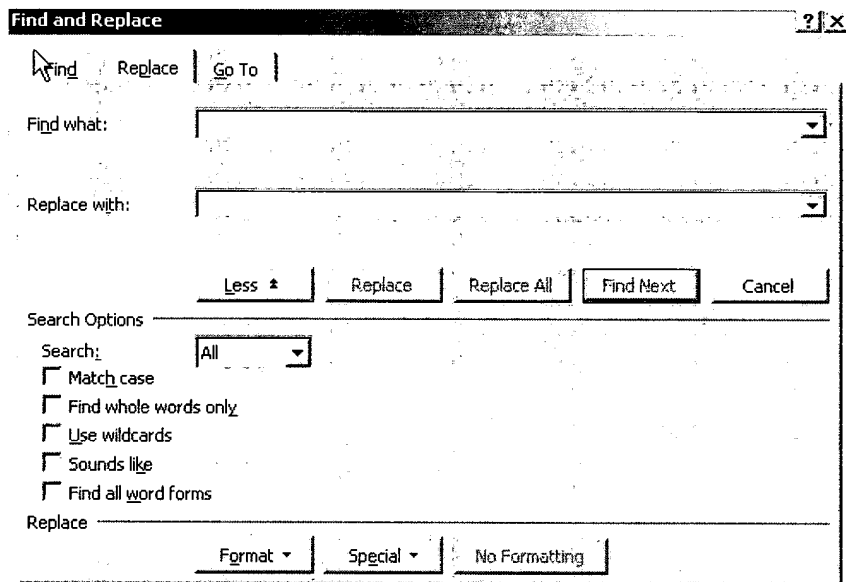 Find and Replace
Find Replace Go To
Find what:
Replace with:
Less Replace Replace All Find Next Cancel
Search Options
Search: All
Match case
Find whole words only
Use wildcards
Sounds like
Find all word forms
Replace
Format Special No Formatting